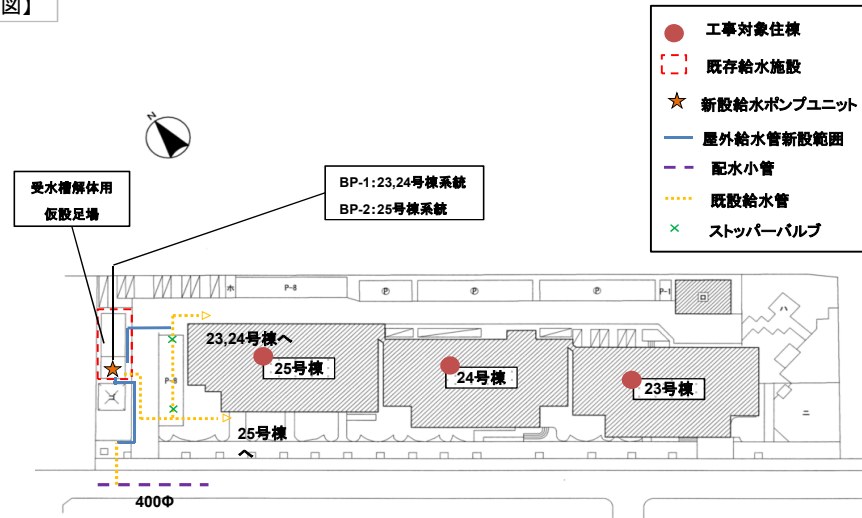 図】
工事対象住棟
既存給水施設
新設給水ポンプユニット
屋外給水管新設範囲
配水小管
既設給水管
ストッパーバルブ
N
受水槽解体用
仮設足場
BP-1:23,24号棟系統
BP-2:25号棟系統
ホ
P-8
P
P
P
P-1
ロ
ハ
23,24号棟へ
25号棟
24号棟
23号棟
P-8
ニ
25号棟
へ
400Φ